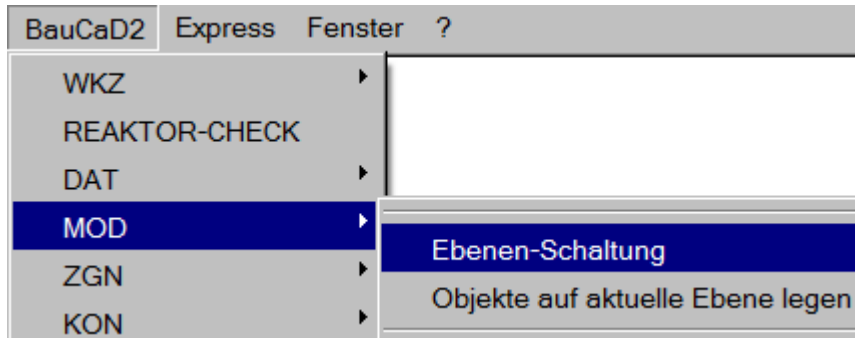 BauCaD2 Express Fenster ?
WKZ
REAKTOR-CHECK
DAT
MOD
ZGN
KON
Ebenen-Schaltung
Objekte auf aktuelle Ebene legen